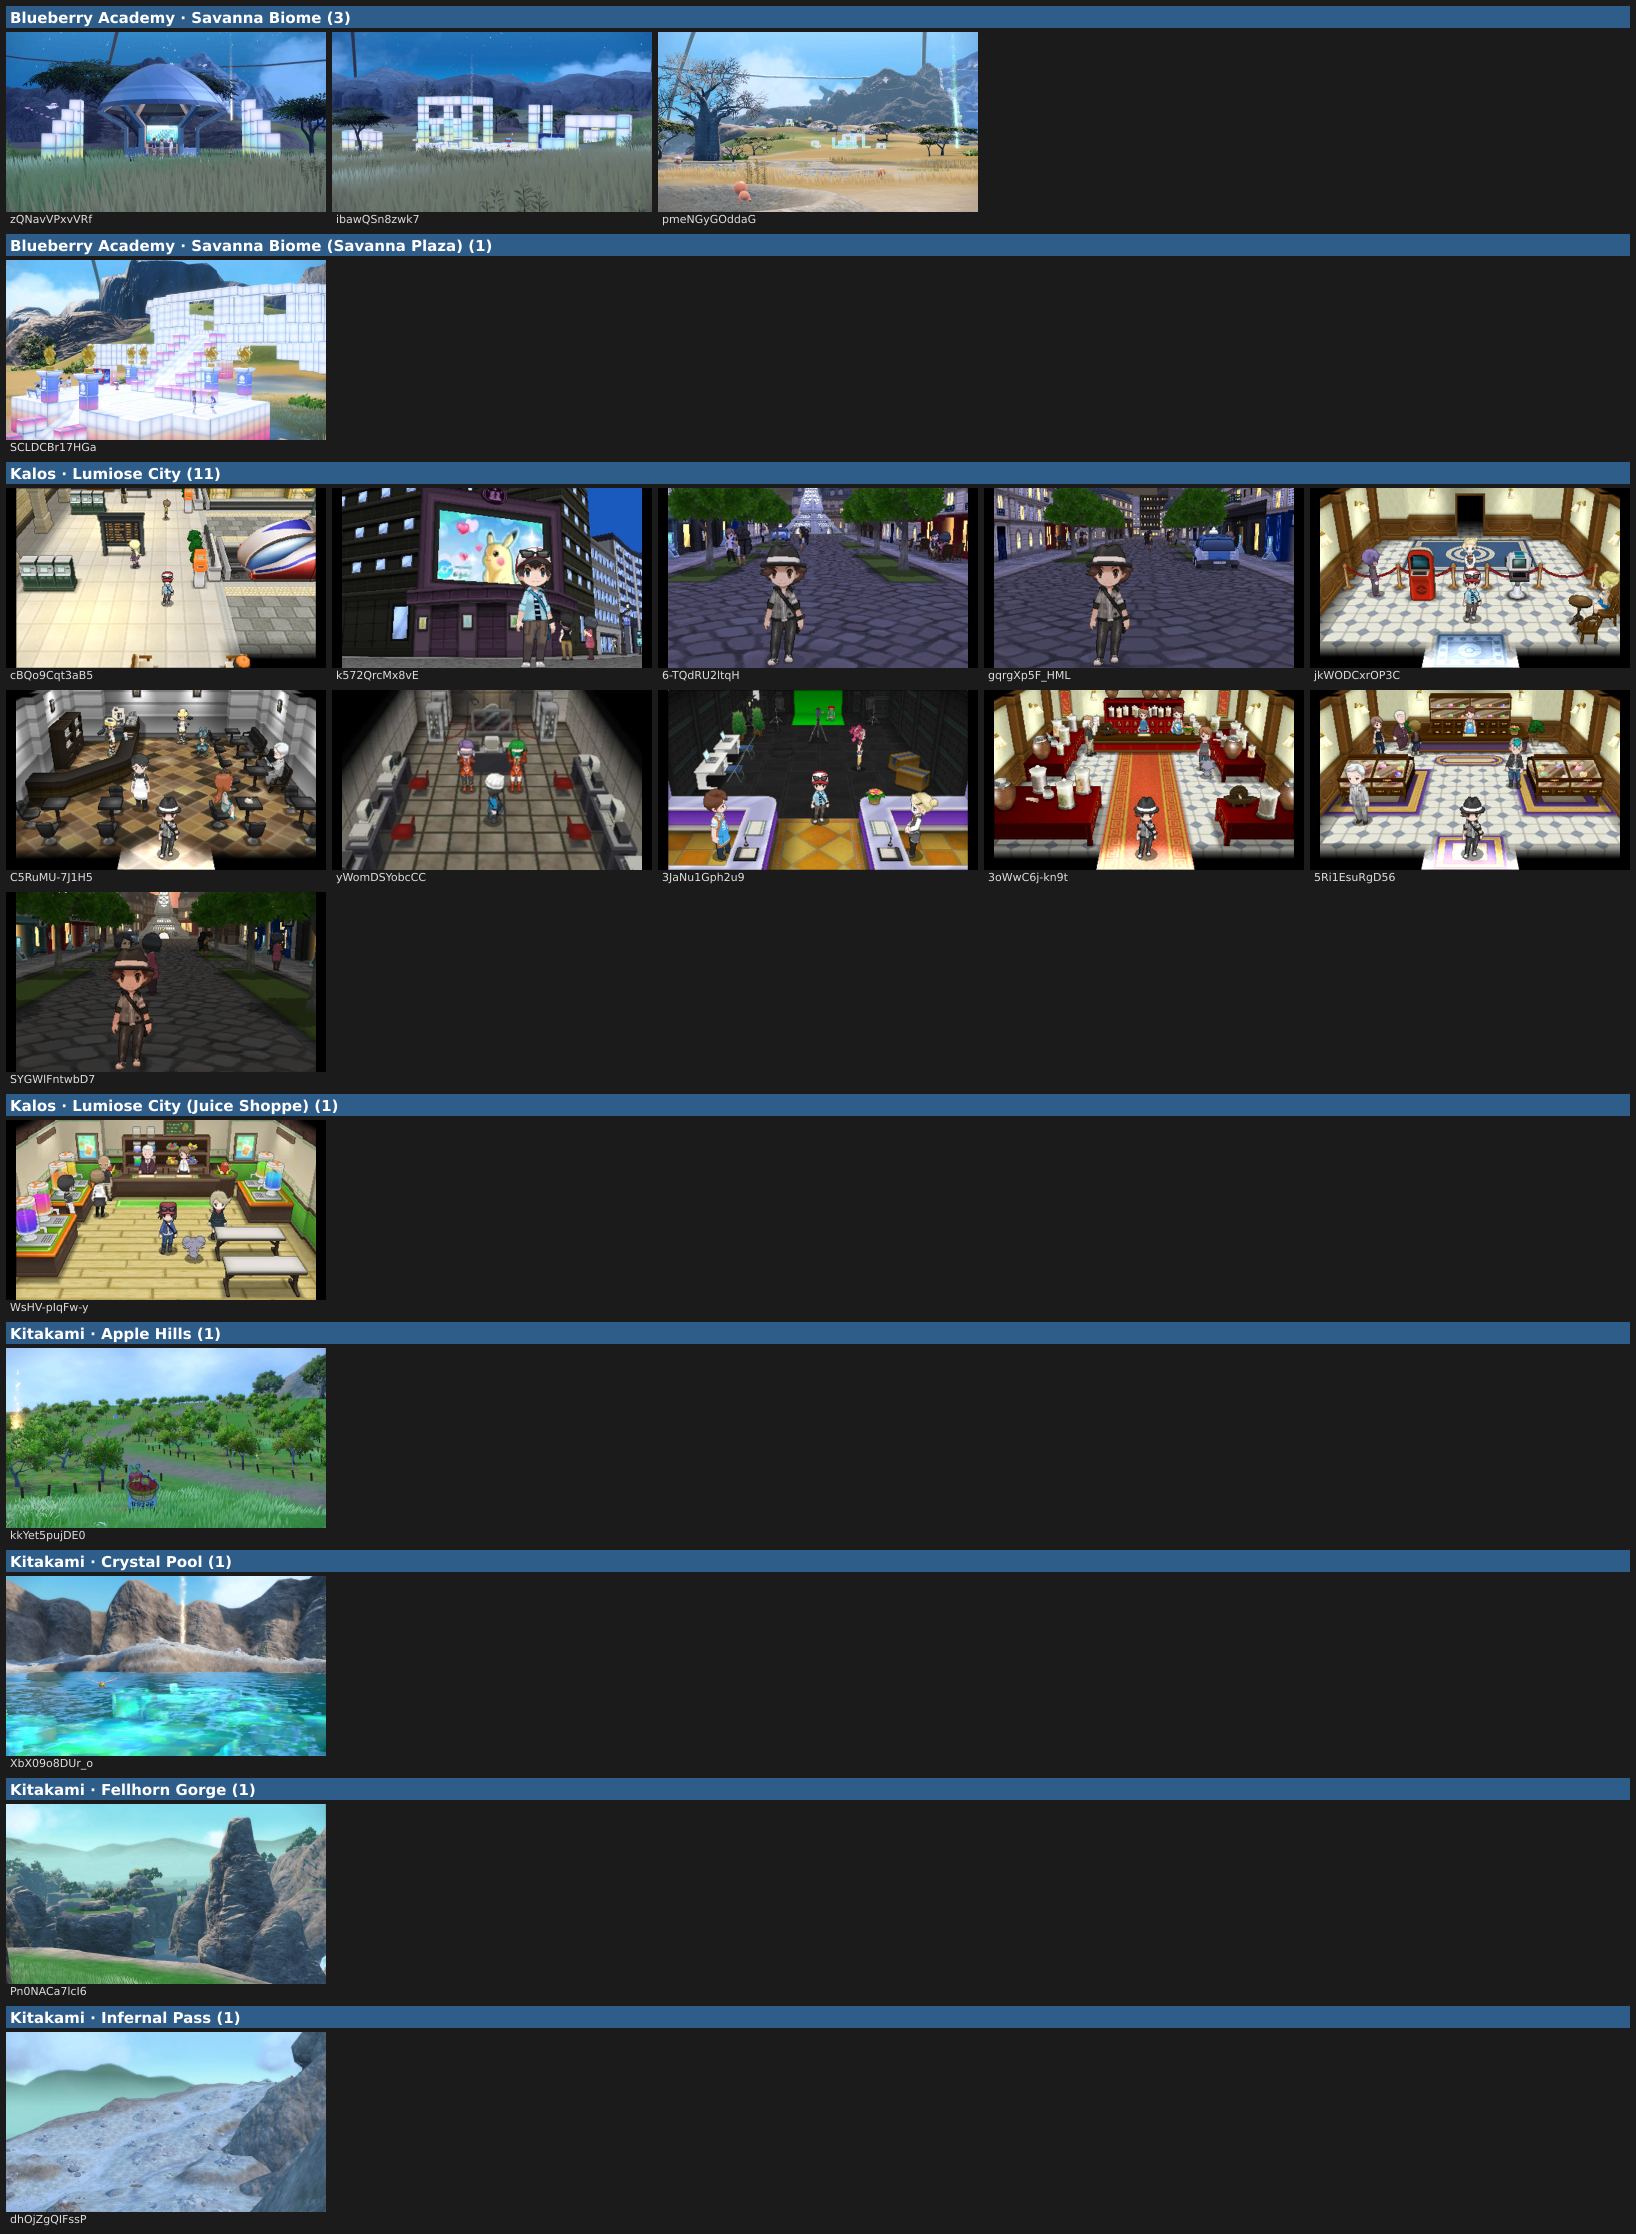 Blueberry Academy · Savanna Biome (3)
zQNavVPxvVRf
ibawQSn8zwk7
pmeNGyGOddaG
Blueberry Academy · Savanna Biome (Savanna Plaza) (1)
SCLDCBr17HGa
Kalos · Lumiose City (11)
cBQo9Cqt3aB5
k572QrcMx8vE
6-TQdRU2ltqH
gqrgXp5F_HML
jkWODCxrOP3C
C5RuMU-7J1H5
yWomDSYobcCC
3JaNu1Gph2u9
3oWwC6j-kn9t
5Ri1EsuRgD56
SYGWlFntwbD7
Kalos · Lumiose City (Juice Shoppe) (1)
WsHV-plqFw-y
Kitakami · Apple Hills (1)
kkYet5pujDE0
Kitakami · Crystal Pool (1)
XbX09o8DUr_o
Kitakami · Fellhorn Gorge (1)
Pn0NACa7lcI6
Kitakami · Infernal Pass (1)
dhOjZgQIFssP